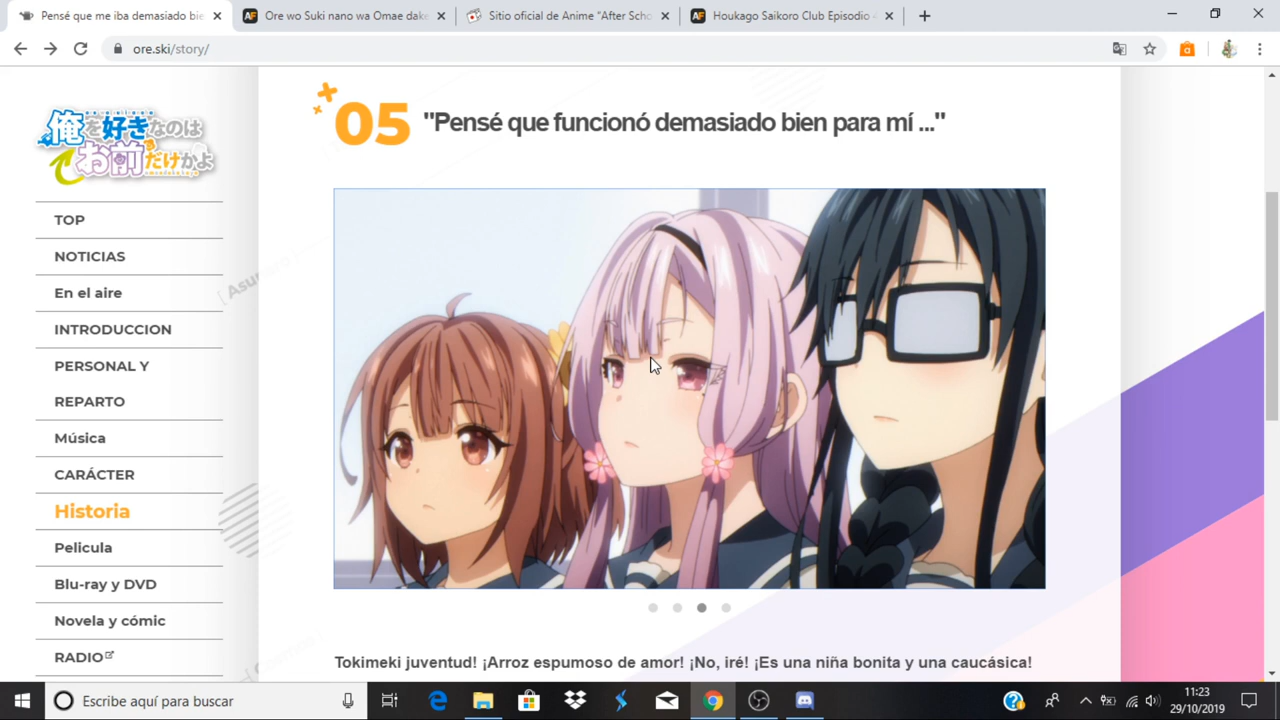 Pensé que me iba demasiado bie
Ore wo Suki nano wa Omae dake
Sitio oficial de Anime "After Scho
Houkago Saikoro Club Episodio 4
ore.ski/story/
俺を好きなのは
お前だけかよ
TOP
NOTICIAS
En el aire
INTRODUCCION
PERSONAL Y
REPARTO
Música
CARÁCTER
Historia
Pelicula
Blu-ray y DVD
Novela y cómic
RADIO
05 "Pensé que funcionó demasiado bien para mí ..."
Tokimeki juventud! ¡Arroz espumoso de amor! ¡No, iré! ¡Es una niña bonita y una caucásica!
Escribe aquí para buscar
11:23
29/10/2019